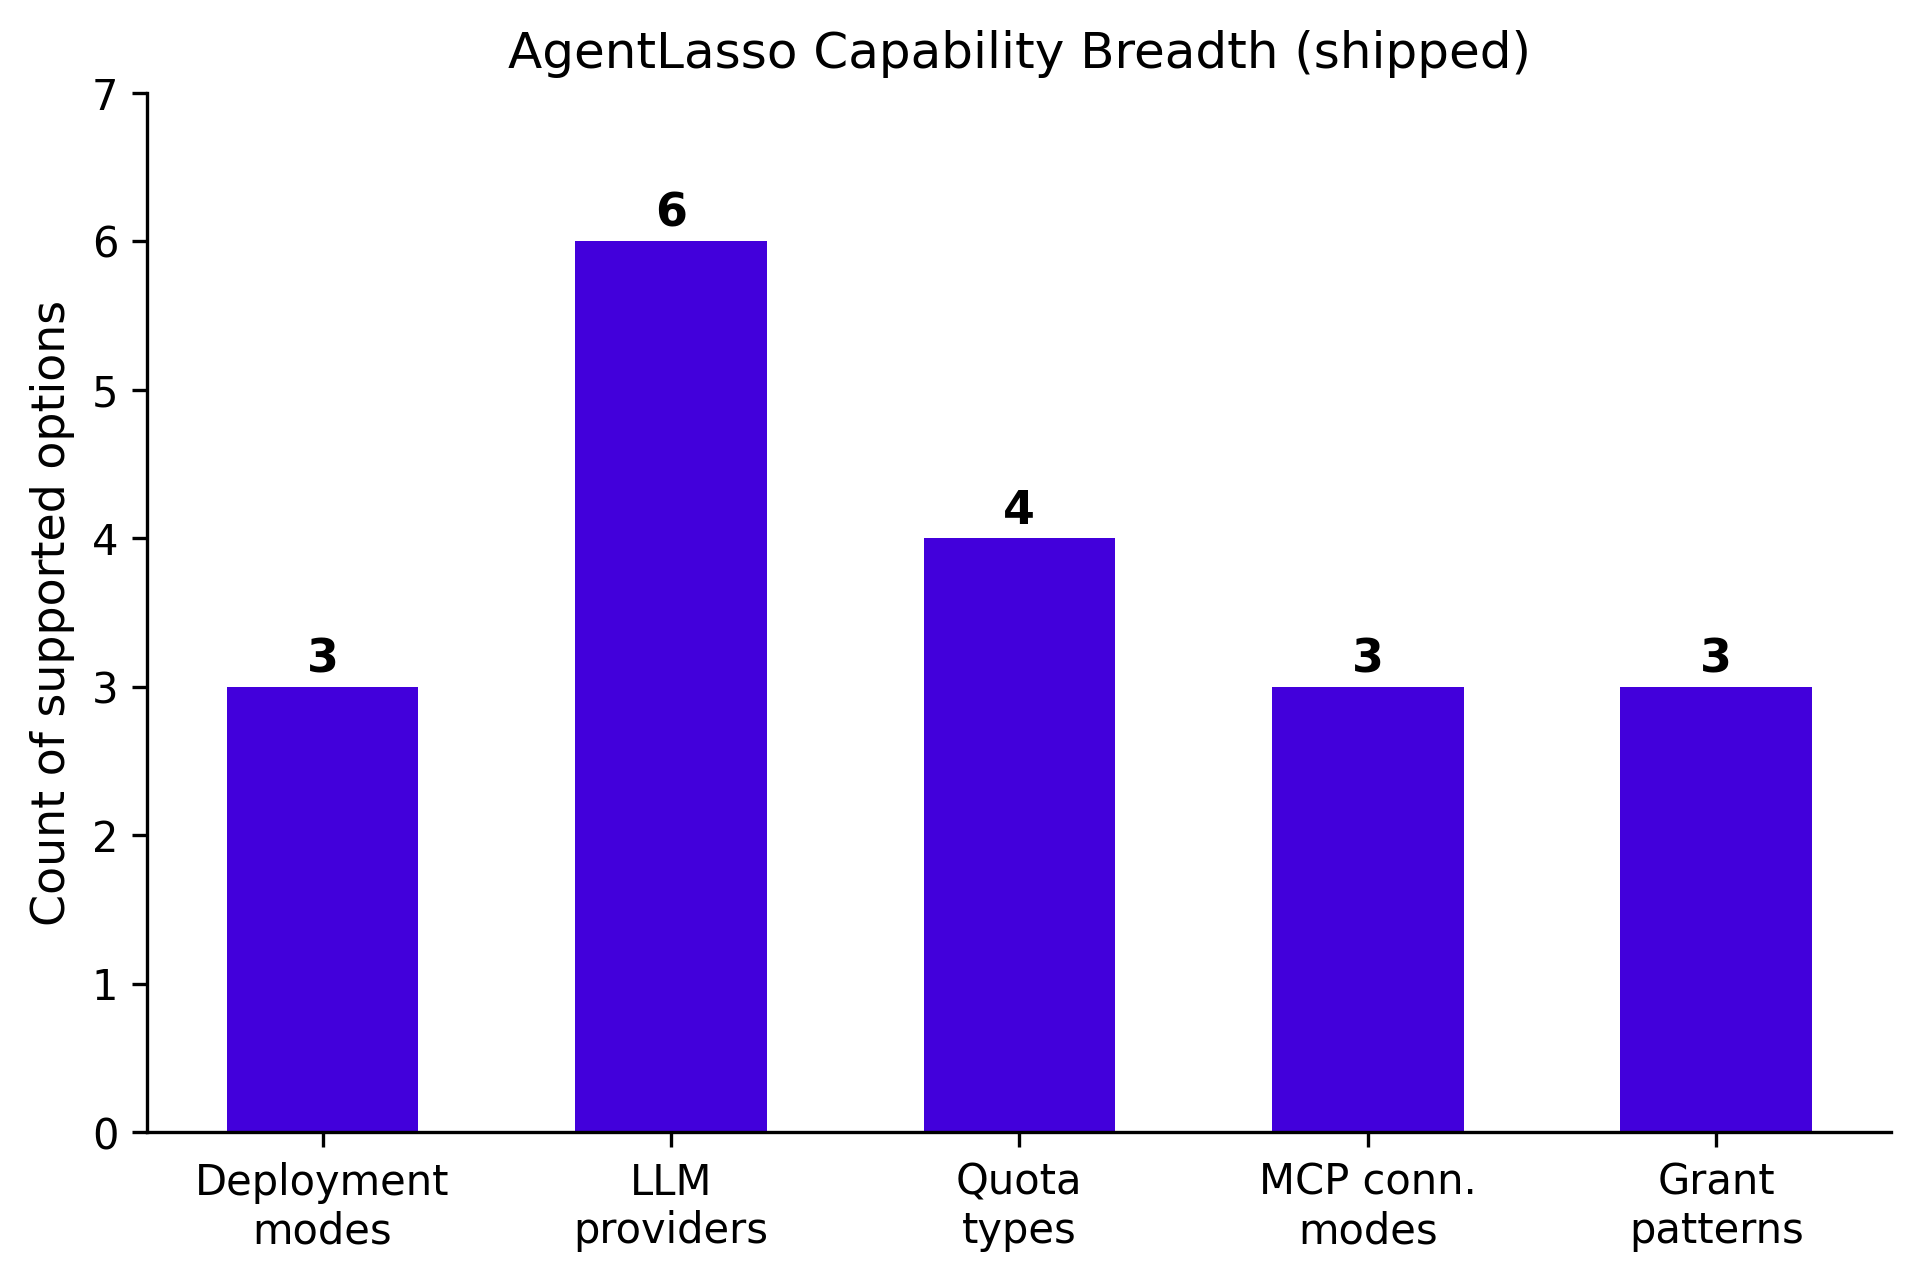 AgentLasso Capability Breadth (shipped)
Count of supported options
7
6
5
4
3
2
1
0
3
6
4
3
3
Deployment
modes
LLM
providers
Quota
types
MCP conn.
modes
Grant
patterns